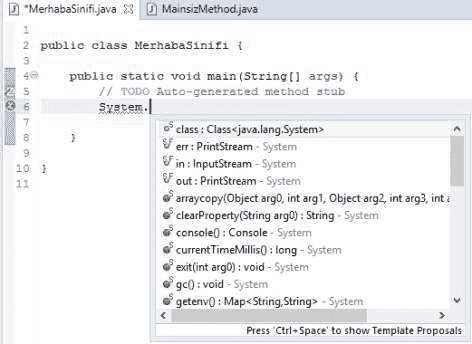 *MerhabaSinifi.java MainsizMethod.java
1
2 public class MerhabaSinifi {
3
4 public static void main(String[] args) {
5 // TODO Auto-generated method stub
6 System.
7
8 }
9
10 }
11
class : Class<java.lang.System>
err : PrintStream - System
in : InputStream - System
out : PrintStream - System
arraycopy(Object arg0, int arg1, Object arg2, int arg3, int a
clearProperty(String arg0) : String - System
console() : Console - System
currentTimeMillis() : long - System
exit(int arg0) : void - System
gc() : void - System
getenv() : Map<String,String> - System
Press 'Ctrl+Space' to show Template Proposals